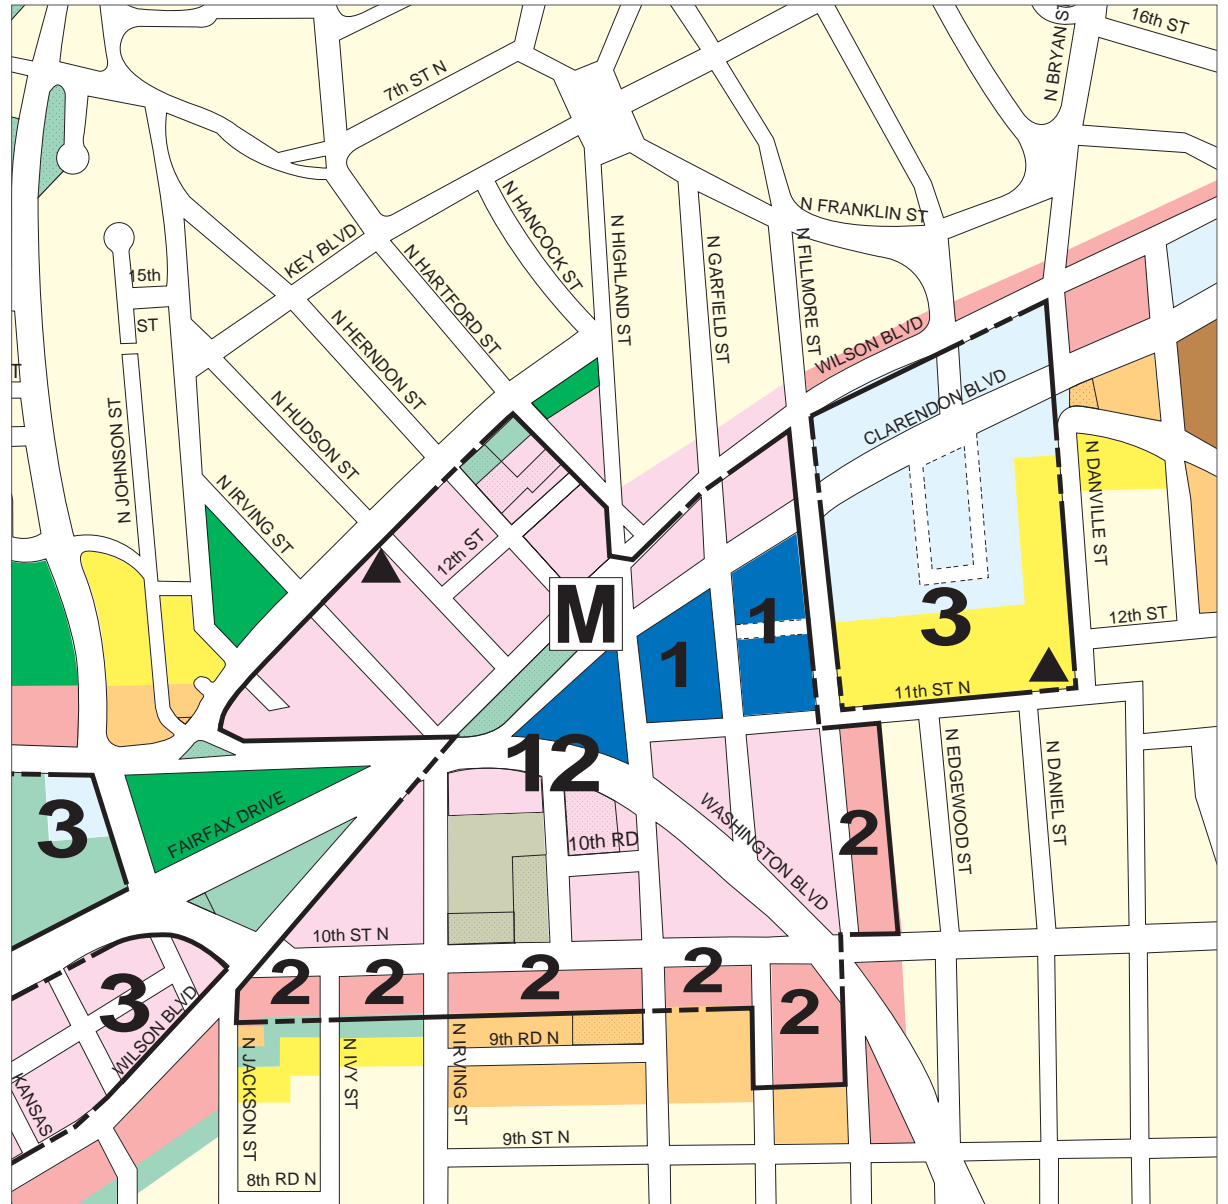 16th ST
N BRYAN ST
7th ST N
N HANCOCK ST
N FRANKLIN ST
KEY BLVD
N HARTFORD ST
N HIGHLAND ST
N GARFIELD ST
N FILLMORE ST
15th
ST
T
N HERNDON ST
WILSON BLVD
CLARENDON BLVD
N HUDSON ST
N JOHNSON ST
N IRVING ST
N DANVILLE ST
12th ST
M
1
1
3
12th ST
11th ST N
12
3
FAIRFAX DRIVE
WASHINGTON BLVD
10th RD
2
N EDGEWOOD ST
N DANIEL ST
10th ST N
3
2
2
2
2
2
WILSON BLVD
9th RD N
N JACKSON ST
N IVY ST
N IRVING ST
KANSAS
9th ST N
8th RD N